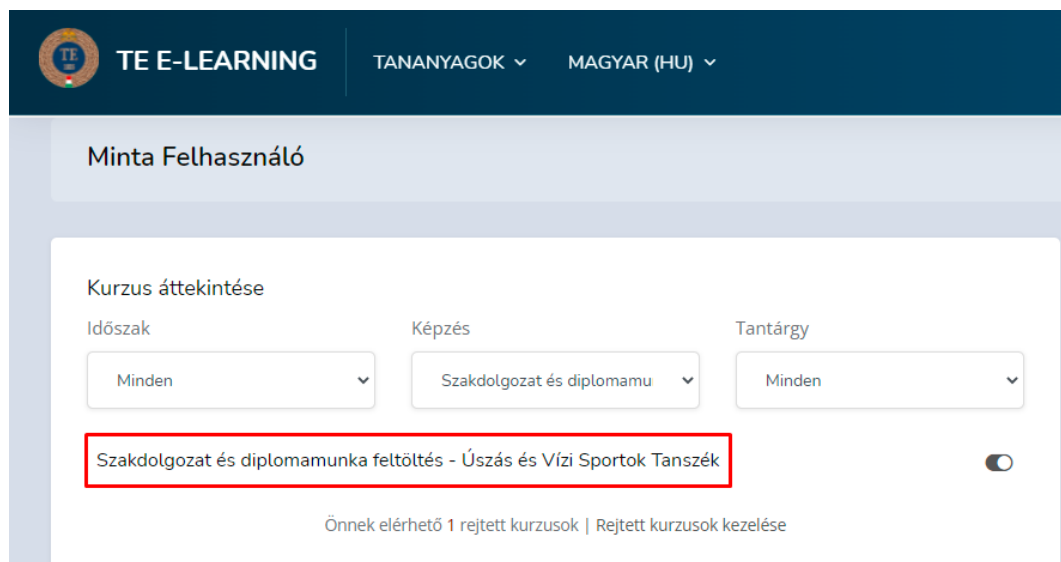 TE
TE E-LEARNING TANANYAGOK MAGYAR (HU)
Minta Felhasználó
Kurzus áttekintése
Időszak Képzés Tantárgy
Minden Szakdolgozat és diplomamu Minden
Szakdolgozat és diplomamunka feltöltés - Úszás és Vízi Sportok Tanszék
Önnek elérhető 1 rejtett kurzusok | Rejtett kurzusok kezelése